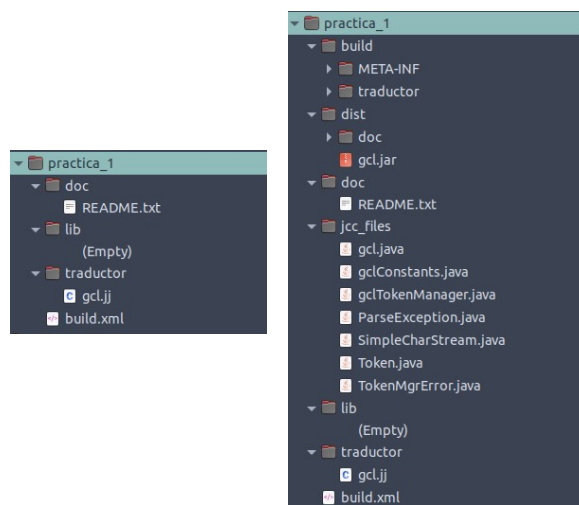 practica_1
doc
README.txt
lib
(Empty)
traductor
gcl.jj
build.xml
practica_1
build
META-INF
traductor
dist
doc
gcl.jar
doc
README.txt
jcc_files
gcl.java
gclConstants.java
gclTokenManager.java
ParseException.java
SimpleCharStream.java
Token.java
TokenMgrError.java
lib
(Empty)
traductor
gcl.jj
build.xml